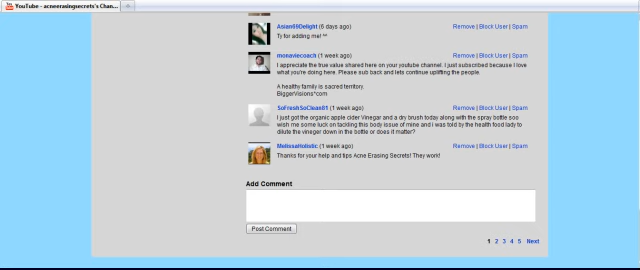 YouTube - acneerasingsecrets's Chan...
Asian69Delight (6 days ago) Remove | Block User | Spam
Ty for adding me! ^^
monaviecoach (1 week ago) Remove | Block User | Spam
I appreciate the true value shared here on your youtube channel. I just subscribed because I love
what you're doing here. Please sub back and lets continue uplifting the people.
A healthy family is sacred territory.
BiggerVisions*com
SoFreshSoClean81 (1 week ago) Remove | Block User | Spam
I just got the organic apple cider Vinegar and a dry brush today along with the spray bottle soo
wish me some luck on tackling this body issue of mine and i was told by the health food lady to
dilute the vineger down in the bottle or does it matter?
MelissaHolistic (1 week ago) Remove | Block User | Spam
Thanks for your help and tips Acne Erasing Secrets! They work!
Add Comment
Post Comment
1 2 3 4 5 Next